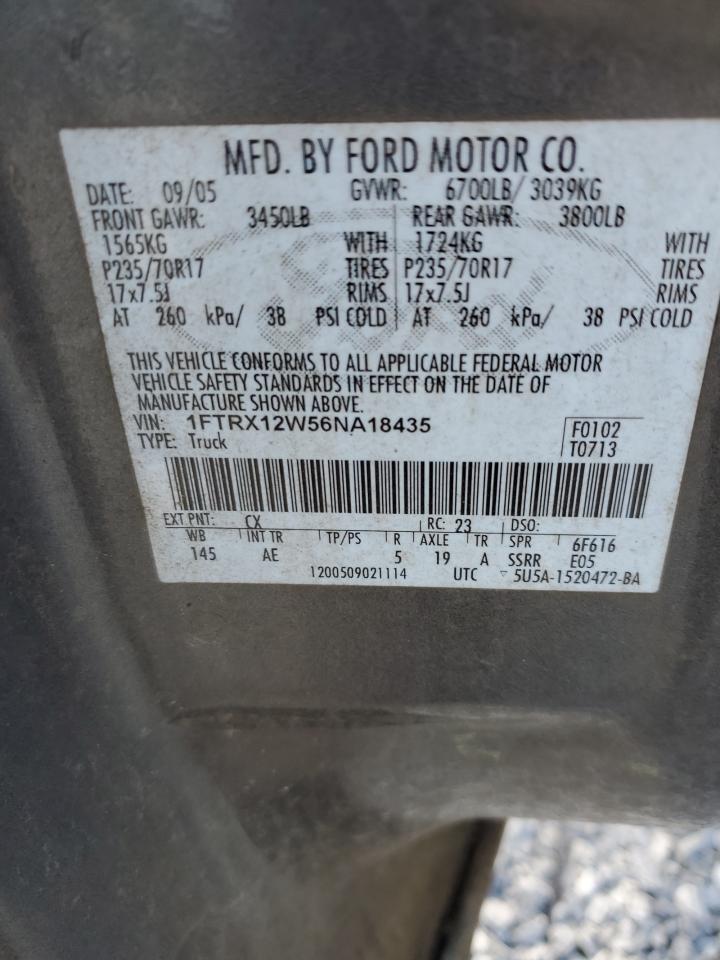 MFD. BY FORD MOTOR CO.
DATE: 09/05 GVWR: 6700LB/ 3039KG
FRONT GAWR: 3450LB REAR GAWR: 3800LB
1565KG WITH 1724KG WITH
P235/70R17 TIRES P235/70R17 TIRES
17x7.5J RIMS 17x7.5J RIMS
AT 260 kPa/ 38 PSI COLD AT 260 kPa/ 38 PSI COLD
THIS VEHICLE CONFORMS TO ALL APPLICABLE FEDERAL MOTOR
VEHICLE SAFETY STANDARDS IN EFFECT ON THE DATE OF
MANUFACTURE SHOWN ABOVE.
VIN: 1FTRX12W56NA18435 F0102
TYPE: Truck T0713
EXT PNT: CX RC: 23 DSO:
WB INT TR TP/PS R AXLE TR SPR 6F616
145 AE 5 19 A SSRR E05
1200509021114 UTC 5U5A-1520472-BA